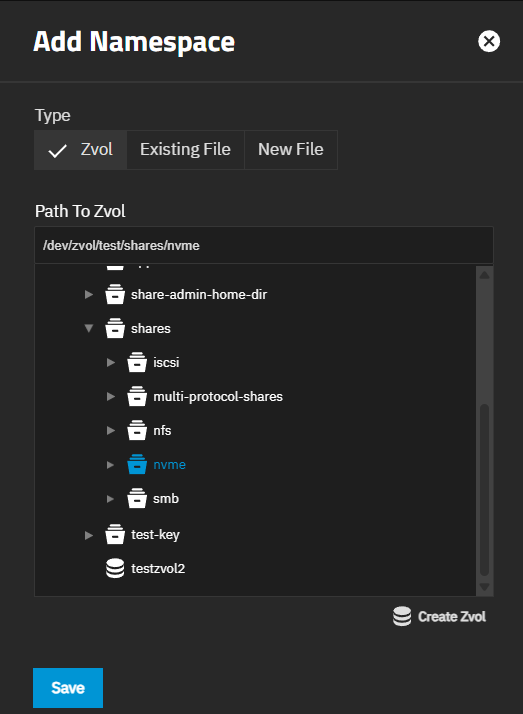 Add Namespace
Type
Zvol Existing File New File
Path To Zvol
/dev/zvol/test/shares/nvme
share-admin-home-dir
shares
iscsi
multi-protocol-shares
nfs
nvme
smb
test-key
testzvol2
Create Zvol
Save